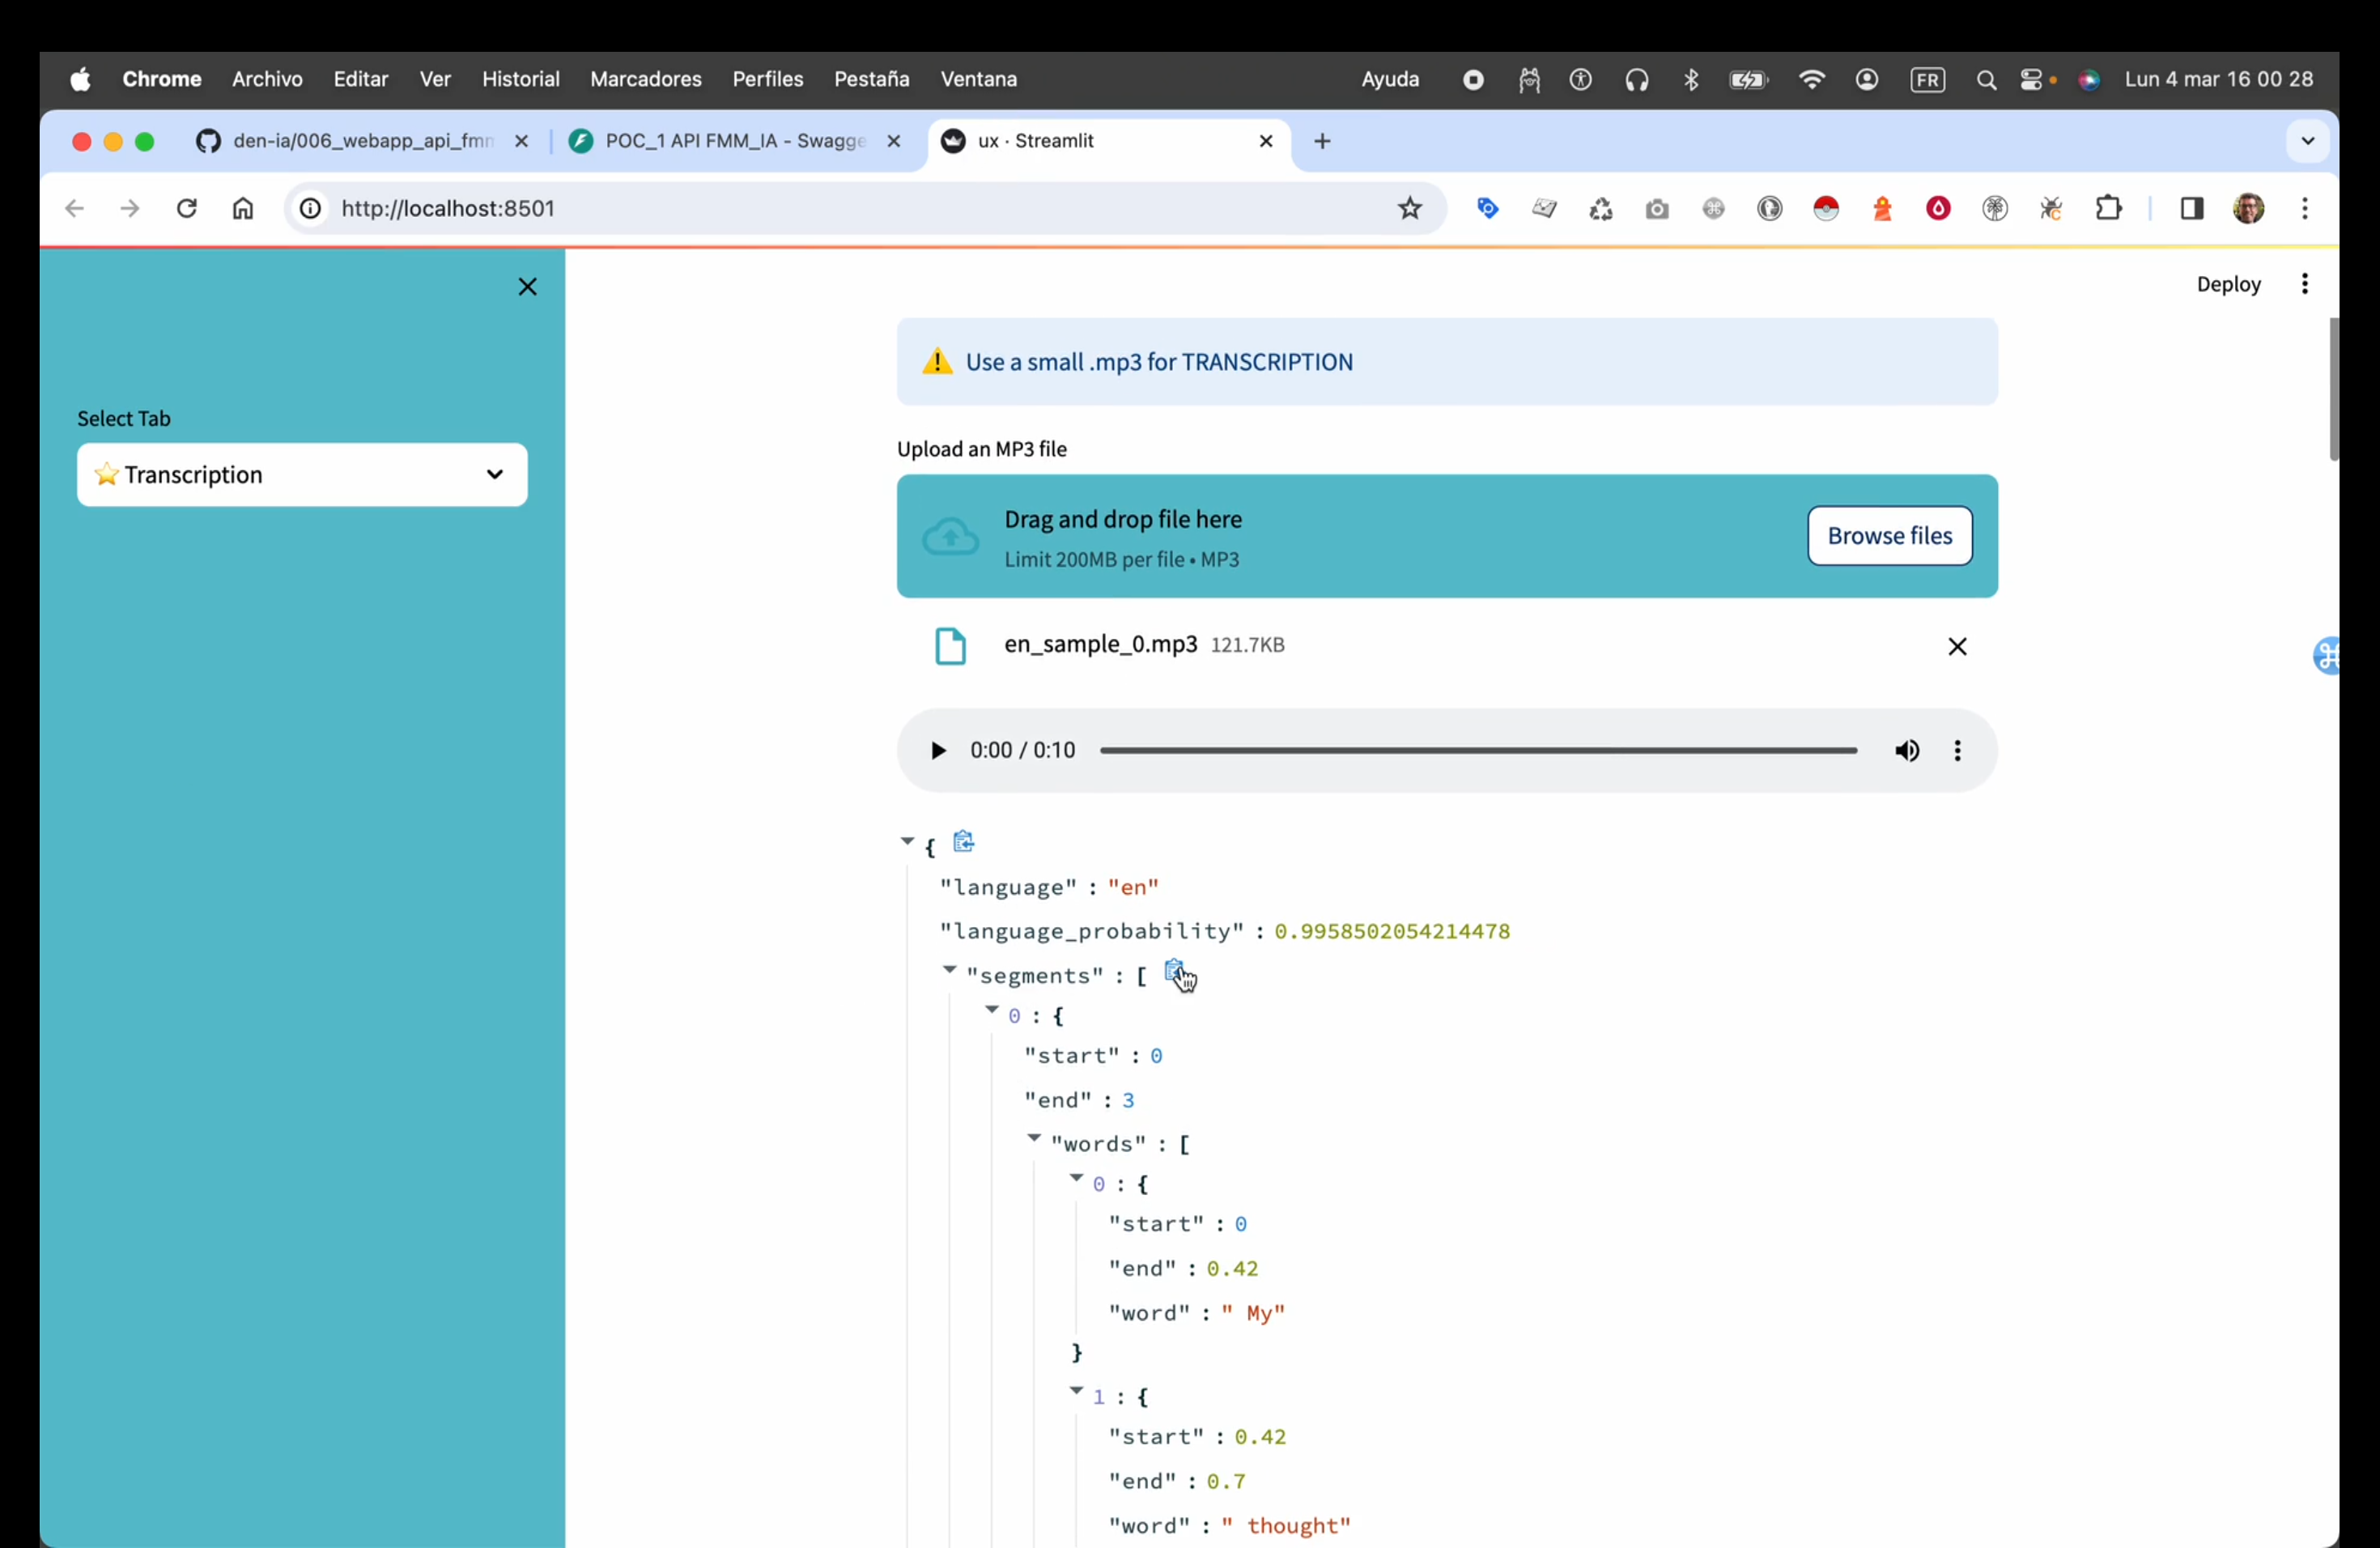 Chrome Archivo Editar Ver Historial Marcadores Perfiles Pestaña Ventana Ayuda FR Lun 4 mar 16 00 28
den-ia/006_webapp_api_fmm POC_1 API FMM_IA - Swagge ux · Streamlit
http://localhost:8501
Deploy
Select Tab
Transcription
Use a small .mp3 for TRANSCRIPTION
Upload an MP3 file
Drag and drop file here
Limit 200MB per file • MP3
Browse files
en_sample_0.mp3 121.7KB
0:00 / 0:10
{
"language" : "en"
"language_probability" : 0.9958502054214478
"segments" : [
0 : {
"start" : 0
"end" : 3
"words" : [
0 : {
"start" : 0
"end" : 0.42
"word" : " My"
}
1 : {
"start" : 0.42
"end" : 0.7
"word" : " thought"